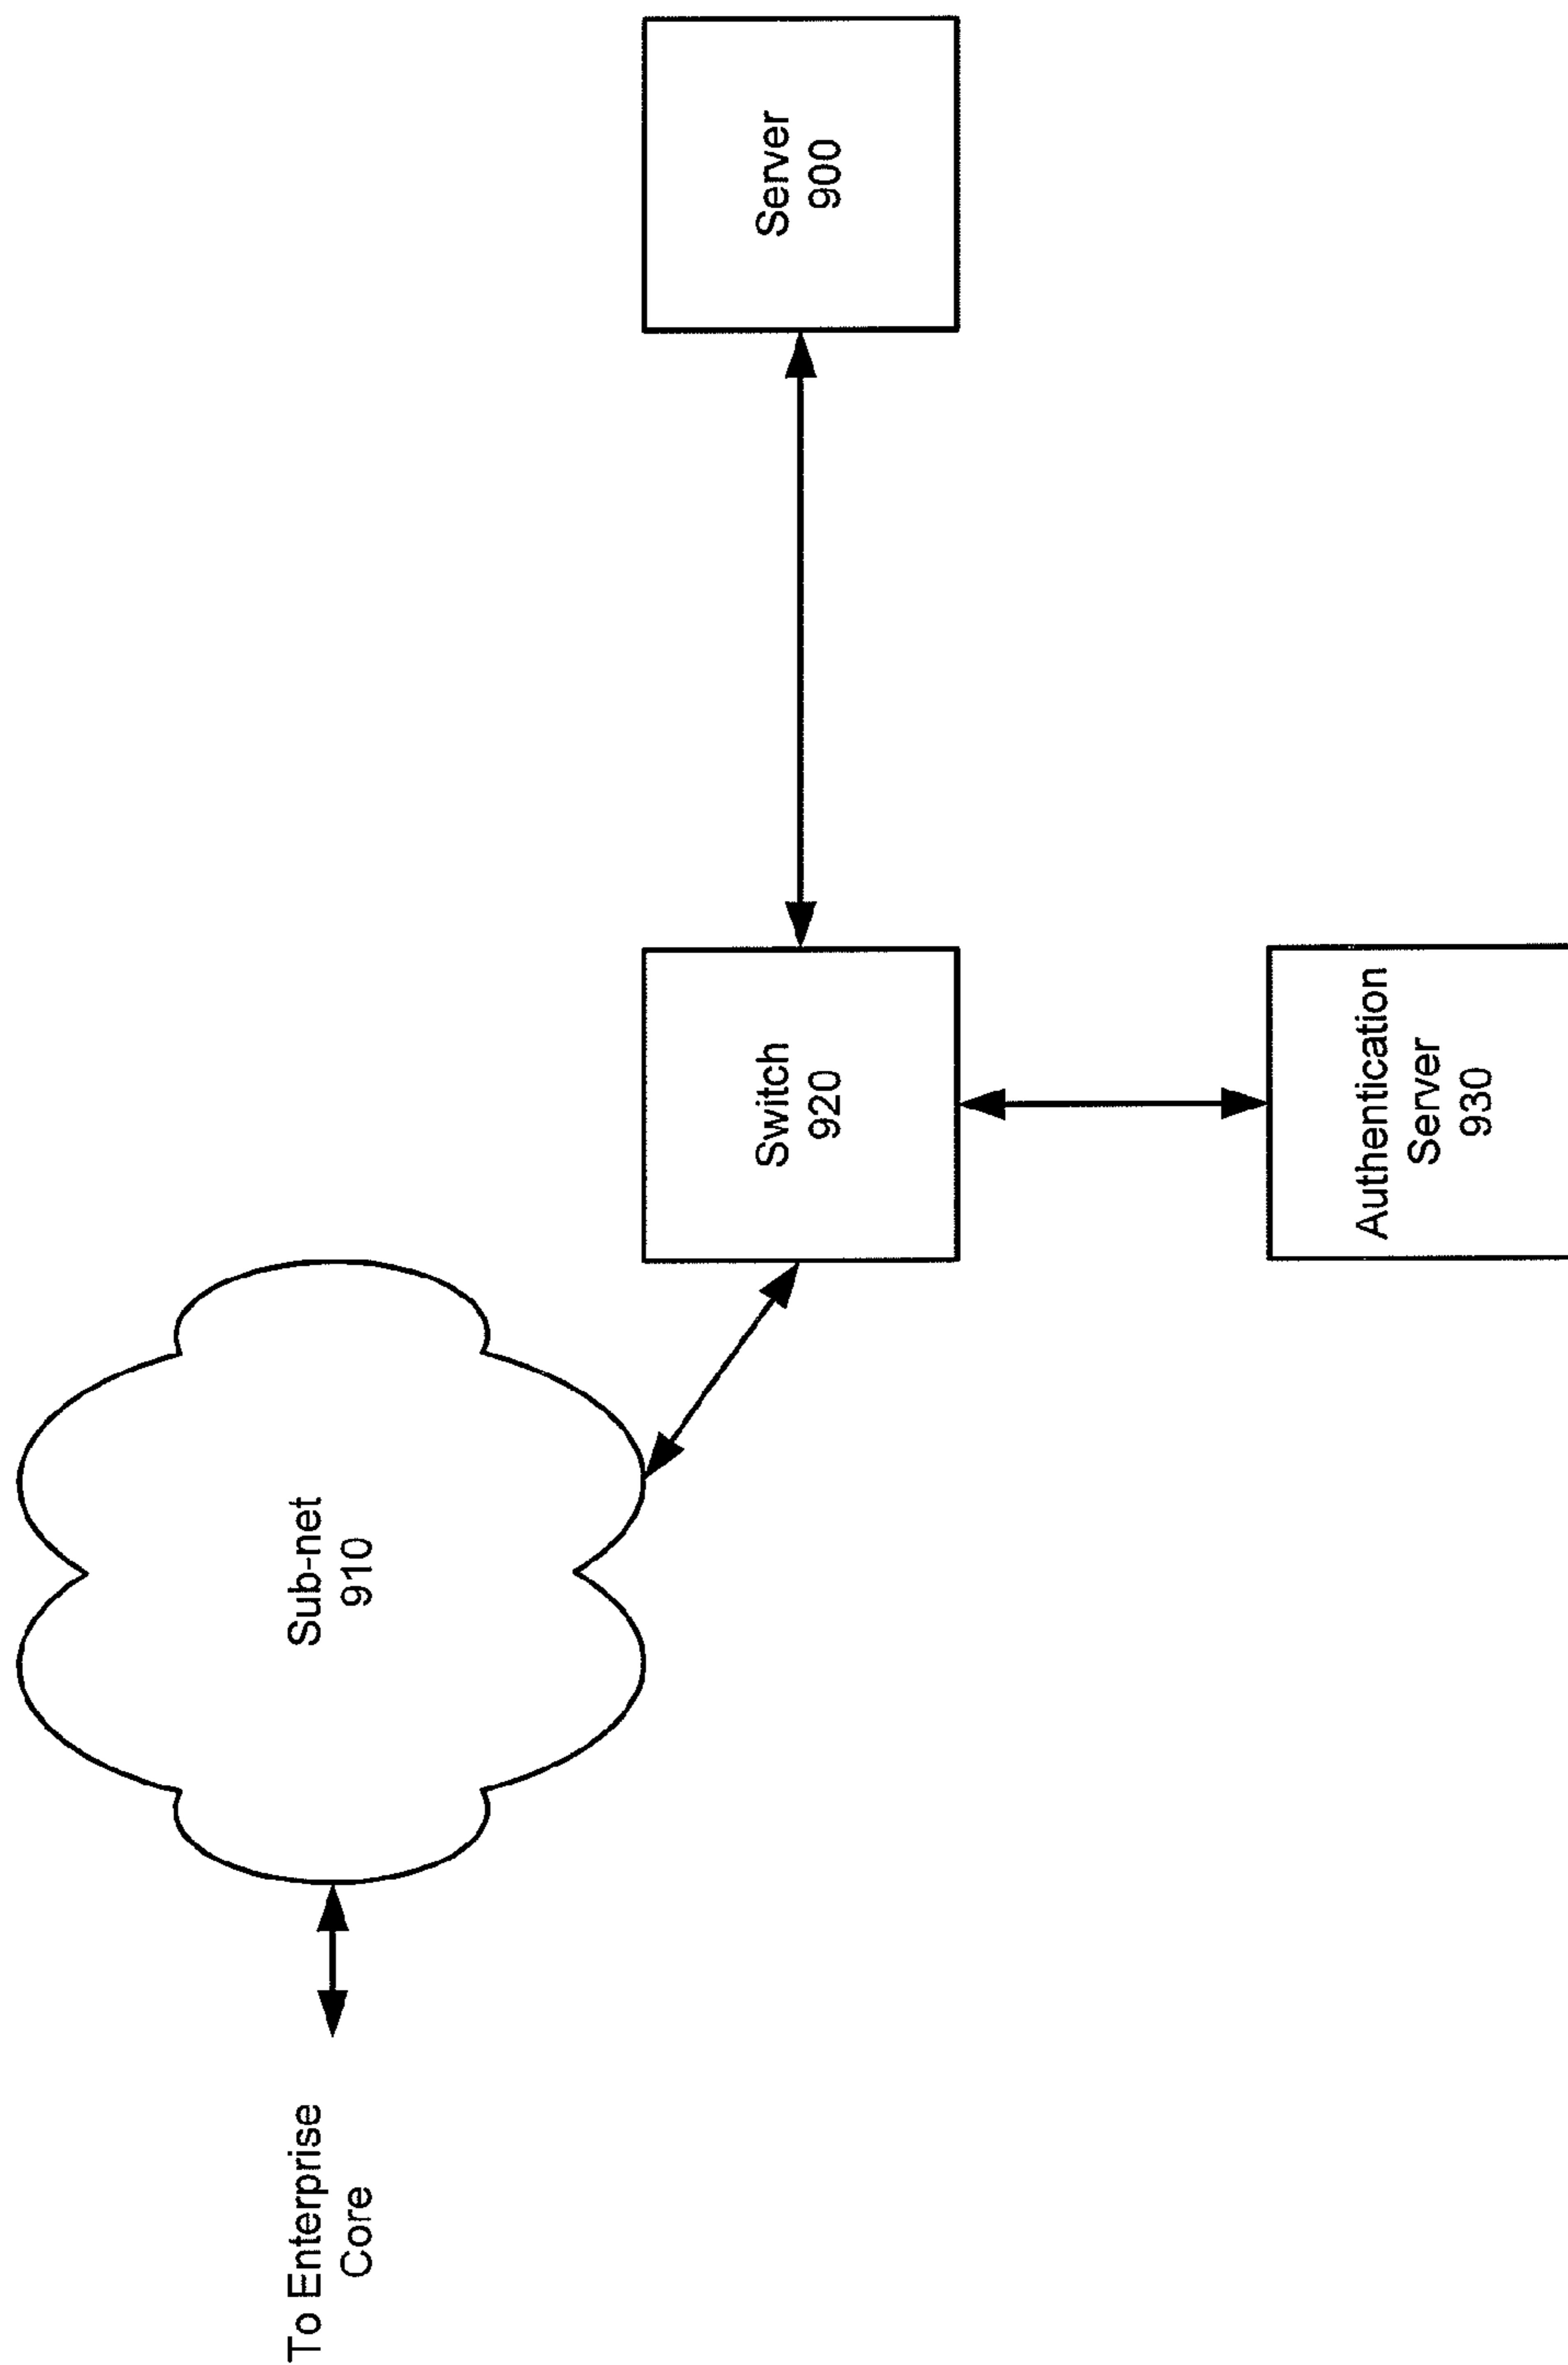 To Enterprise
Core
Sub-net
910
Switch
920
Server
900
Authentication
Server
930